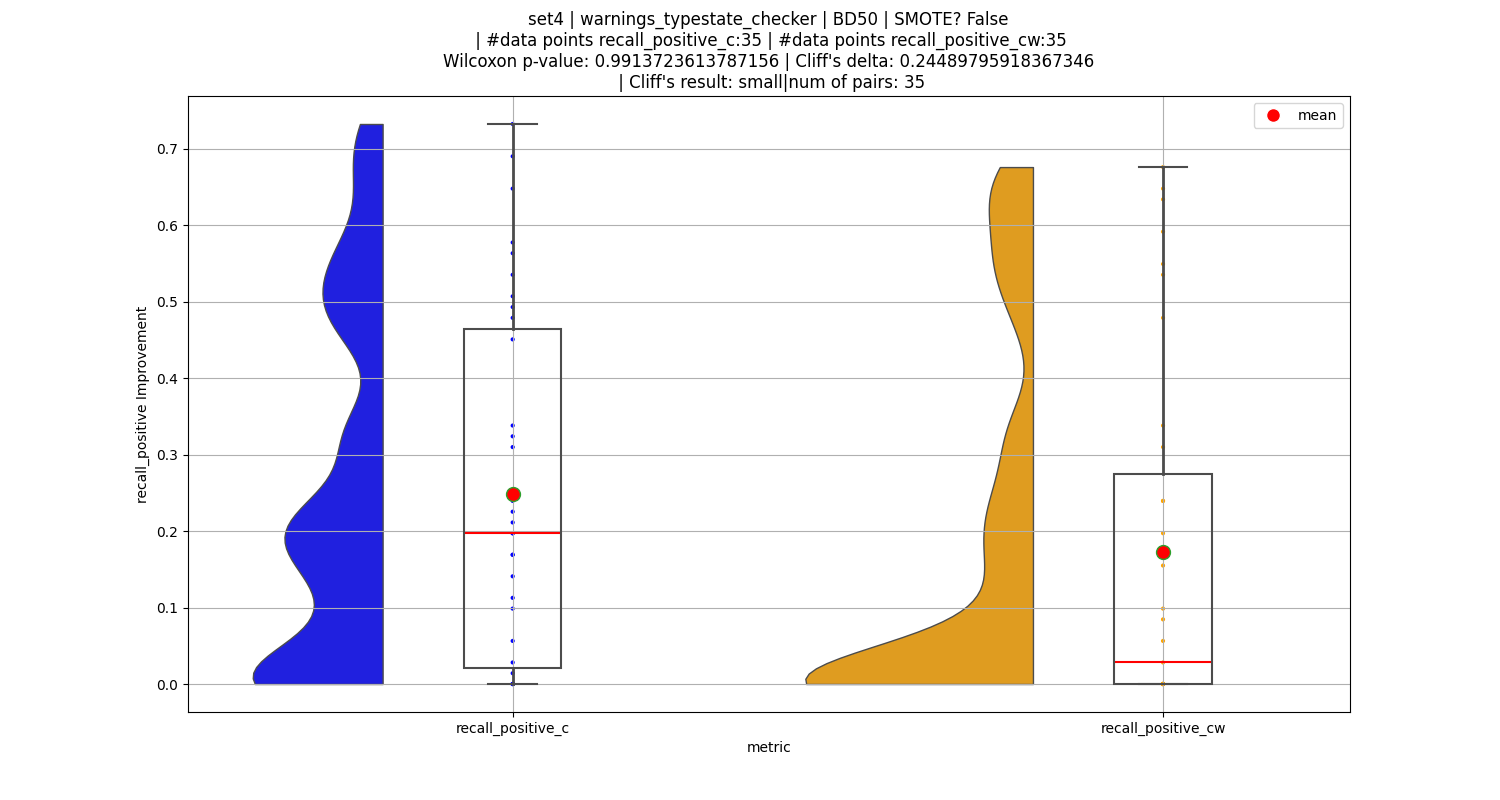 set4 | warnings_typestate_checker | BD50 | SMOTE? False
| #data points recall_positive_c:35 | #data points recall_positive_cw:35
Wilcoxon p-value: 0.9913723613787156 | Cliff's delta: 0.24489795918367346
| Cliff's result: small|num of pairs: 35
mean
0.7
0.6
0.5
0.4
0.3
0.2
0.1
0.0
recall_positive Improvement
recall_positive_c
recall_positive_cw
metric